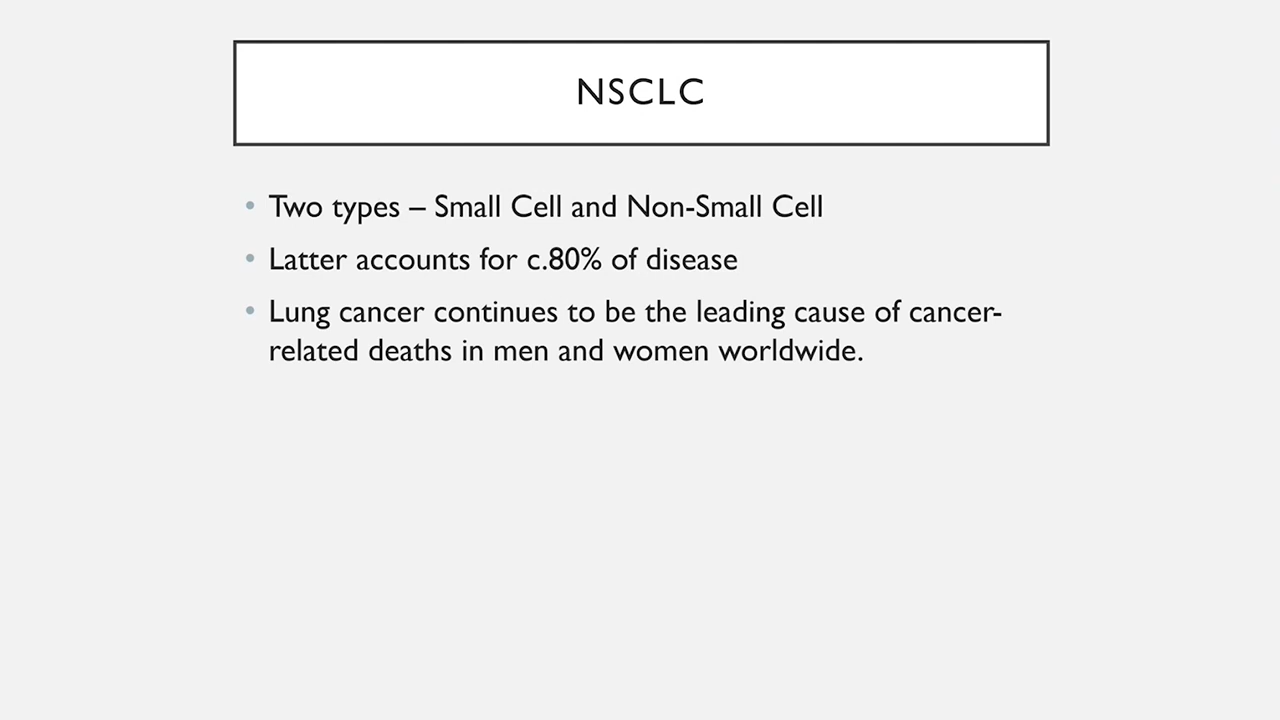 NSCLC
• Two types – Small Cell and Non-Small Cell
• Latter accounts for c.80% of disease
• Lung cancer continues to be the leading cause of cancer-
related deaths in men and women worldwide.